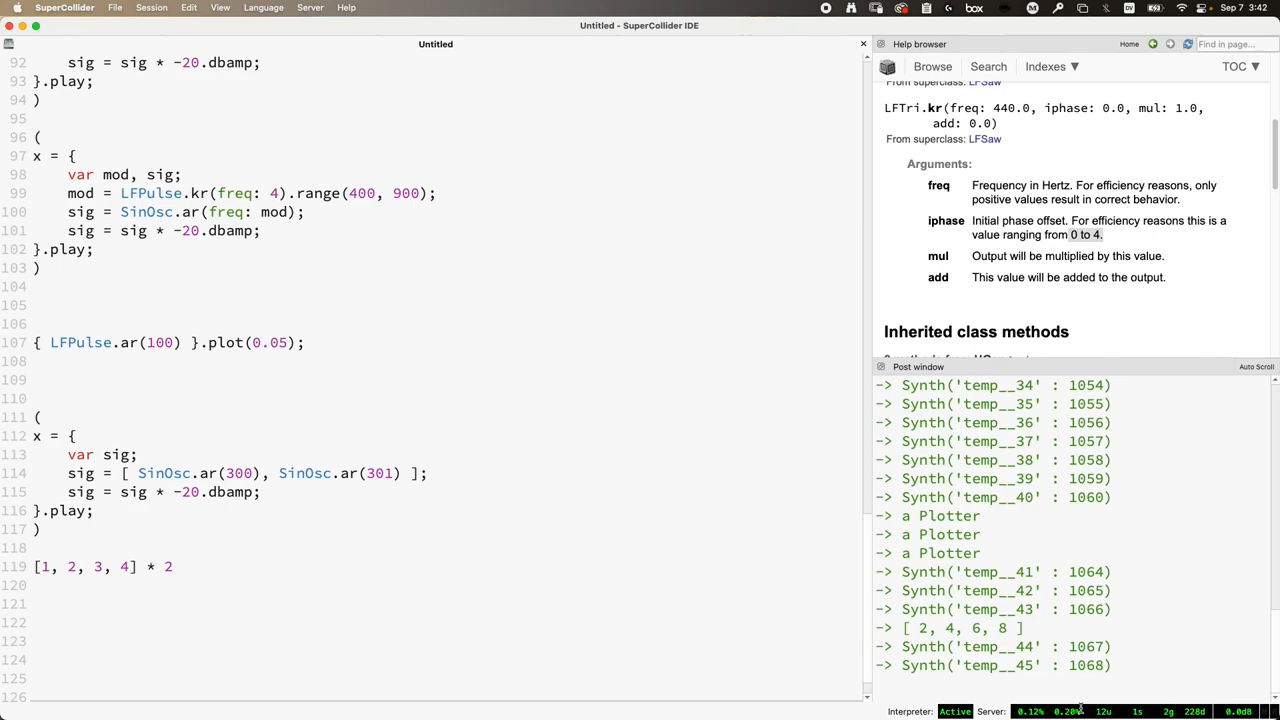 SuperCollider File Session Edit View Language Server Help
DV
Sep 7 3:42
Untitled - SuperCollider IDE
Untitled
92 sig = sig * -20.dbamp;
93 }.play;
94 )
95
96 (
97 x = {
98 var mod, sig;
99 mod = LFPulse.kr(freq: 4).range(400, 900);
100 sig = SinOsc.ar(freq: mod);
101 sig = sig * -20.dbamp;
102 }.play;
103 )
104
105
106
107 { LFPulse.ar(100) }.plot(0.05);
108
109
110
111 (
112 x = {
113 var sig;
114 sig = [ SinOsc.ar(300), SinOsc.ar(301) ];
115 sig = sig * -20.dbamp;
116 }.play;
117 )
118
119 [1, 2, 3, 4] * 2
120
121
122
123
124
125
126
Help browser Home Find in page...
Browse Search Indexes ▼ TOC ▼
From superclass: LFSaw
LFTri.kr(freq: 440.0, iphase: 0.0, mul: 1.0,
add: 0.0)
From superclass: LFSaw
Arguments:
freq Frequency in Hertz. For efficiency reasons, only
positive values result in correct behavior.
iphase Initial phase offset. For efficiency reasons this is a
value ranging from 0 to 4.
mul Output will be multiplied by this value.
add This value will be added to the output.
Inherited class methods
Post window Auto Scroll
-> Synth('temp__34' : 1054)
-> Synth('temp__35' : 1055)
-> Synth('temp__36' : 1056)
-> Synth('temp__37' : 1057)
-> Synth('temp__38' : 1058)
-> Synth('temp__39' : 1059)
-> Synth('temp__40' : 1060)
-> a Plotter
-> a Plotter
-> a Plotter
-> Synth('temp__41' : 1064)
-> Synth('temp__42' : 1065)
-> Synth('temp__43' : 1066)
-> [ 2, 4, 6, 8 ]
-> Synth('temp__44' : 1067)
-> Synth('temp__45' : 1068)
Interpreter: Active Server: 0.12% 0.20% 12u 1s 2g 228d 0.0dB